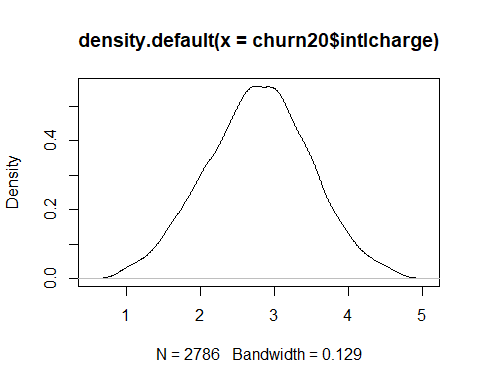 density.default(x = churn20$intlcharge)
Density
0.0
0.2
0.4
1 2 3 4 5
N = 2786 Bandwidth = 0.129